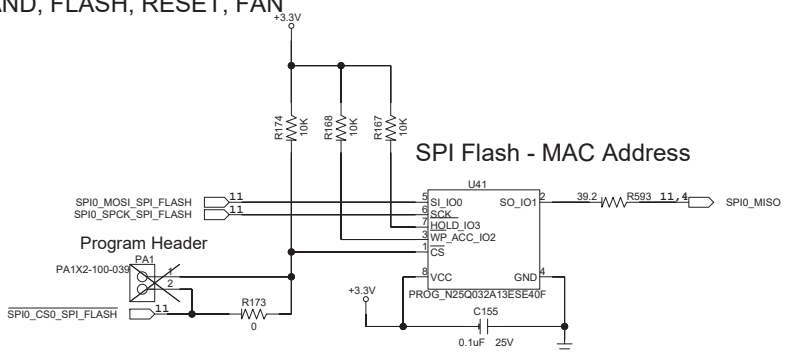 AND, FLASH, RESET, FAN
+3.3V
R174
10K
R168
10K
R167
10K
SPI Flash - MAC Address
U41
SPI0_MOSI_SPI_FLASH
11
5
SI_IO0
SO_IO1
2
39.2
R593
11,4
SPI0_MISO
SPI0_SPCK_SPI_FLASH
11
6
SCK
7
HOLD_IO3
3
WP_ACC_IO2
1
CS
Program Header
PA1
PA1X2-100-039
1
2
8
VCC
GND
4
PROG_N25Q032A13ESE40F
+3.3V
R173
0
SPI0_CS0_SPI_FLASH
11
C155
0.1uF
25V